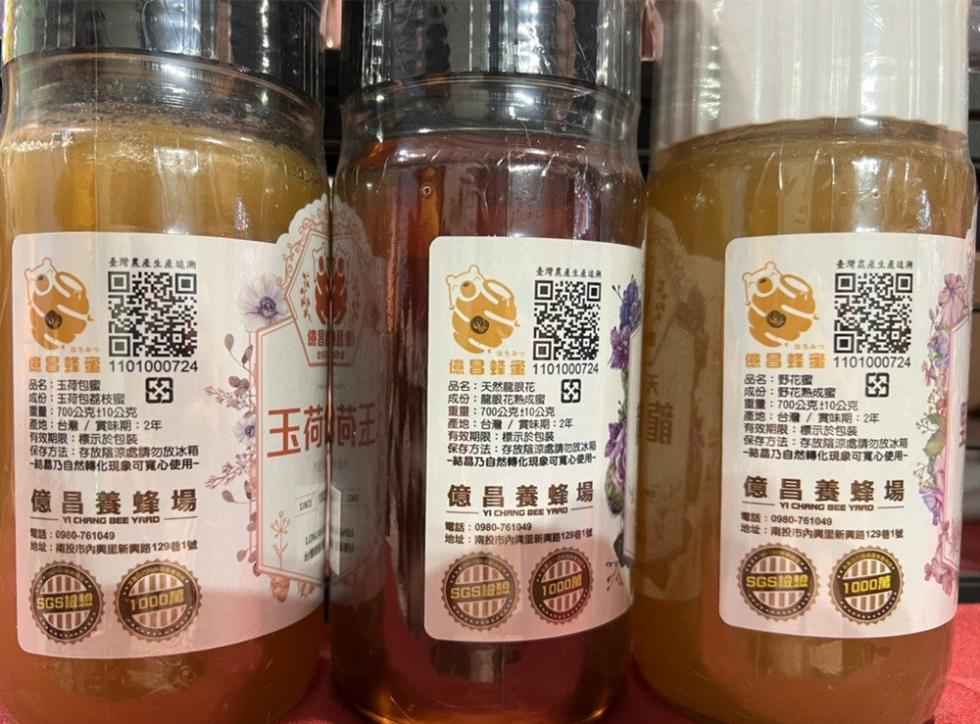 臺灣農產生產追溯
はちみつ
億昌蜂蜜
1101000724
品名：玉荷包蜜
成份：玉荷包荔枝蜜
重量：700公克±10公克
產地：台灣 / 賞味期：2年
有效期限：標示於包裝
保存方法：存放陰涼處請勿放冰箱
-結晶乃自然轉化現象可寬心使用-
億昌養蜂場
YI CHANG BEE YARD
電話：0980-761049
地址：南投市內興里新興路129巷1號
SGS檢驗
1000萬
玉荷
臺灣農產生產追溯
はちみつ
億昌蜂蜜
1101000724
品名：天然龍眼花
成份：龍眼花熟成蜜
重量：700公克±10公克
產地：台灣 / 賞味期：2年
有效期限：標示於包裝
保存方法：存放陰涼處請勿放冰箱
-結晶乃自然轉化現象可寬心使用-
億昌養蜂場
YI CHANG BEE YARD
電話：0980-761049
地址：南投市內興里新興路129巷1號
SGS檢驗
1000萬
臺灣農產生產追溯
はちみつ
億昌蜂蜜
1101000724
品名：野花蜜
成份：野花熟成蜜
重量：700公克±10公克
產地：台灣 / 賞味期：2年
有效期限：標示於包裝
保存方法：存放陰涼處請勿放冰箱
-結晶乃自然轉化現象可寬心使用-
億昌養蜂場
YI CHANG BEE YARD
電話：0980-761049
地址：南投市內興里新興路129巷1號
SGS檢驗
1000萬